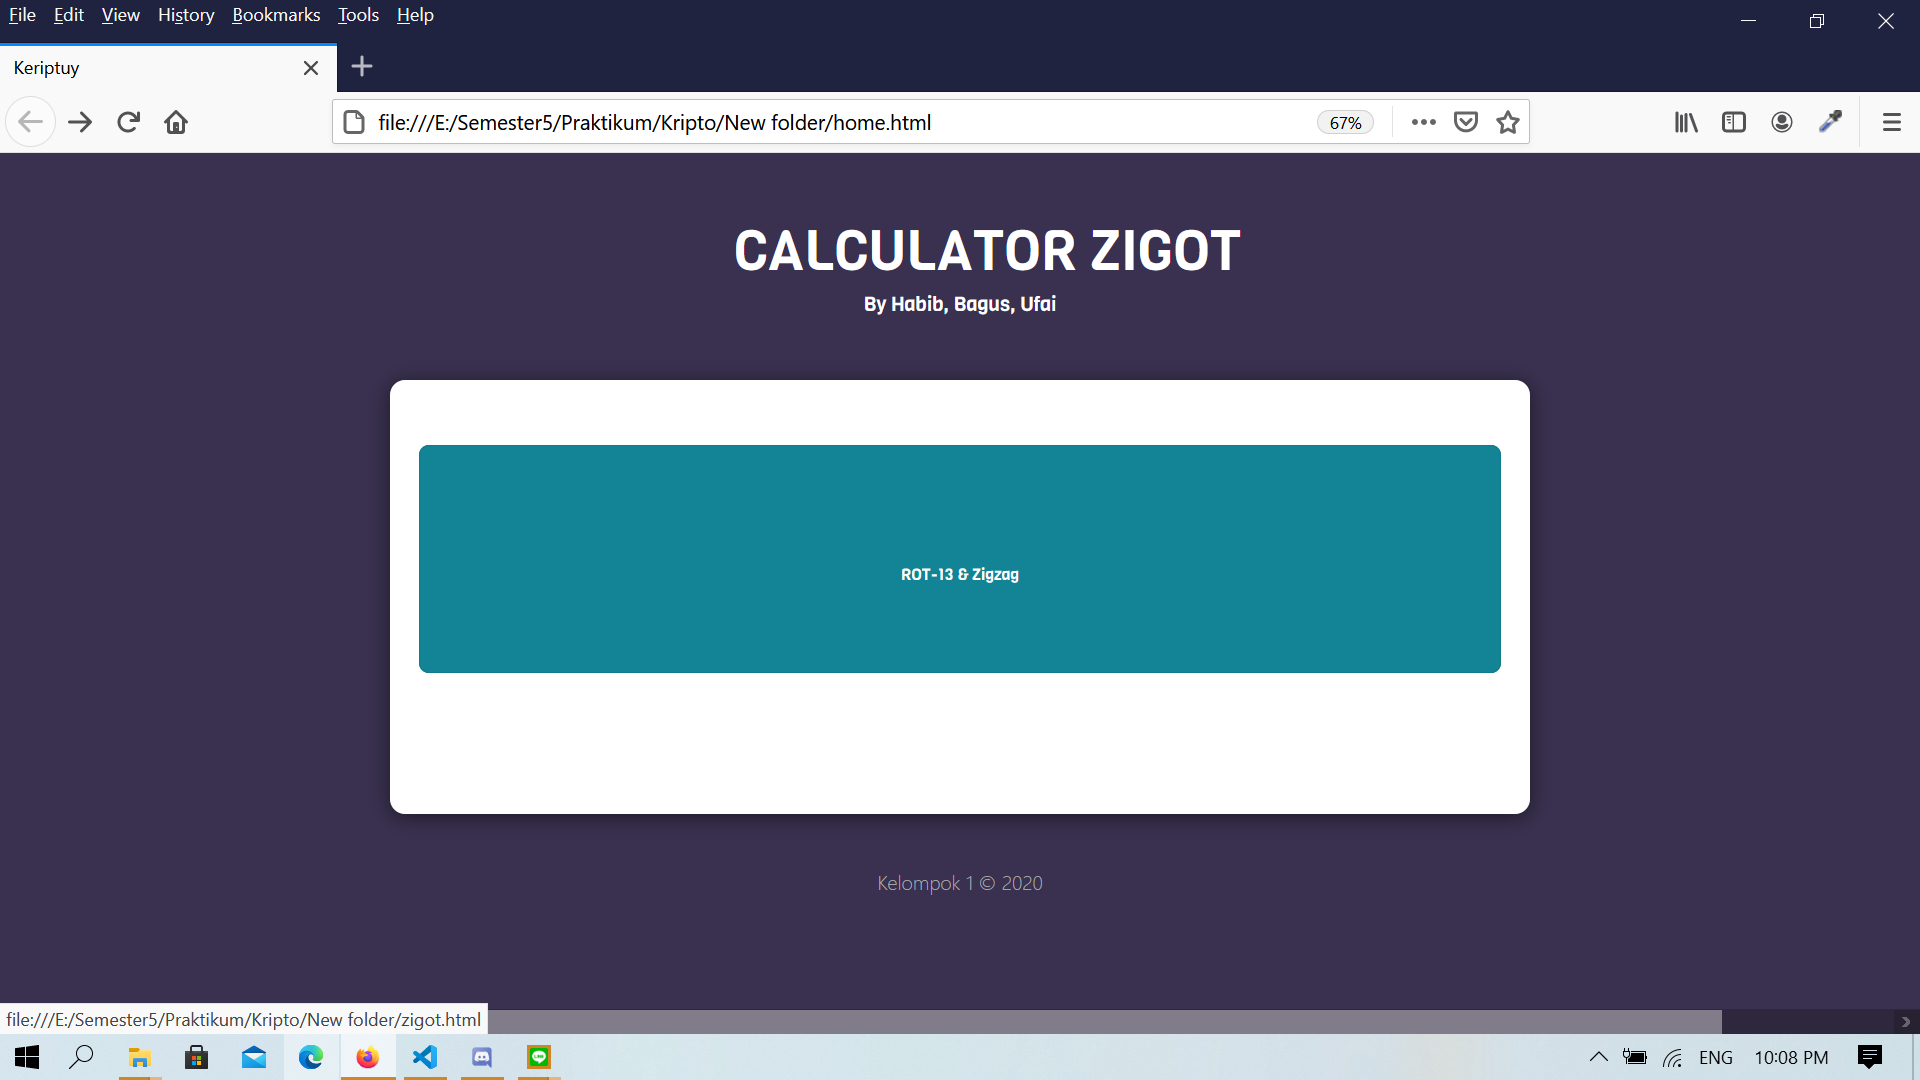 File Edit View History Bookmarks Tools Help
Keriptuy
file:///E:/Semester5/Praktikum/Kripto/New folder/home.html
67%
CALCULATOR ZIGOT
By Habib, Bagus, Ufai
ROT-13 & Zigzag
Kelompok 1 © 2020
file:///E:/Semester5/Praktikum/Kripto/New folder/zigot.html
LINE
ENG
10:08 PM